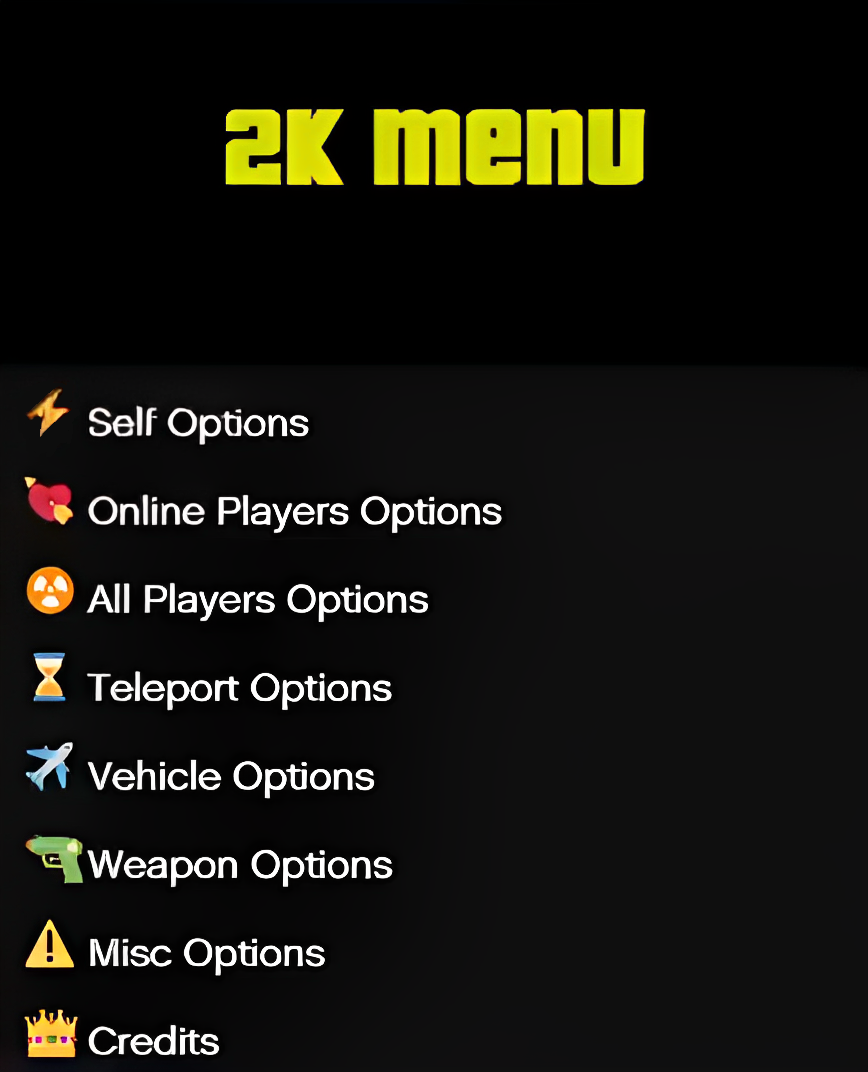 2K menu
Self Options
Online Players Options
All Players Options
Teleport Options
Vehicle Options
Weapon Options
Misc Options
Credits